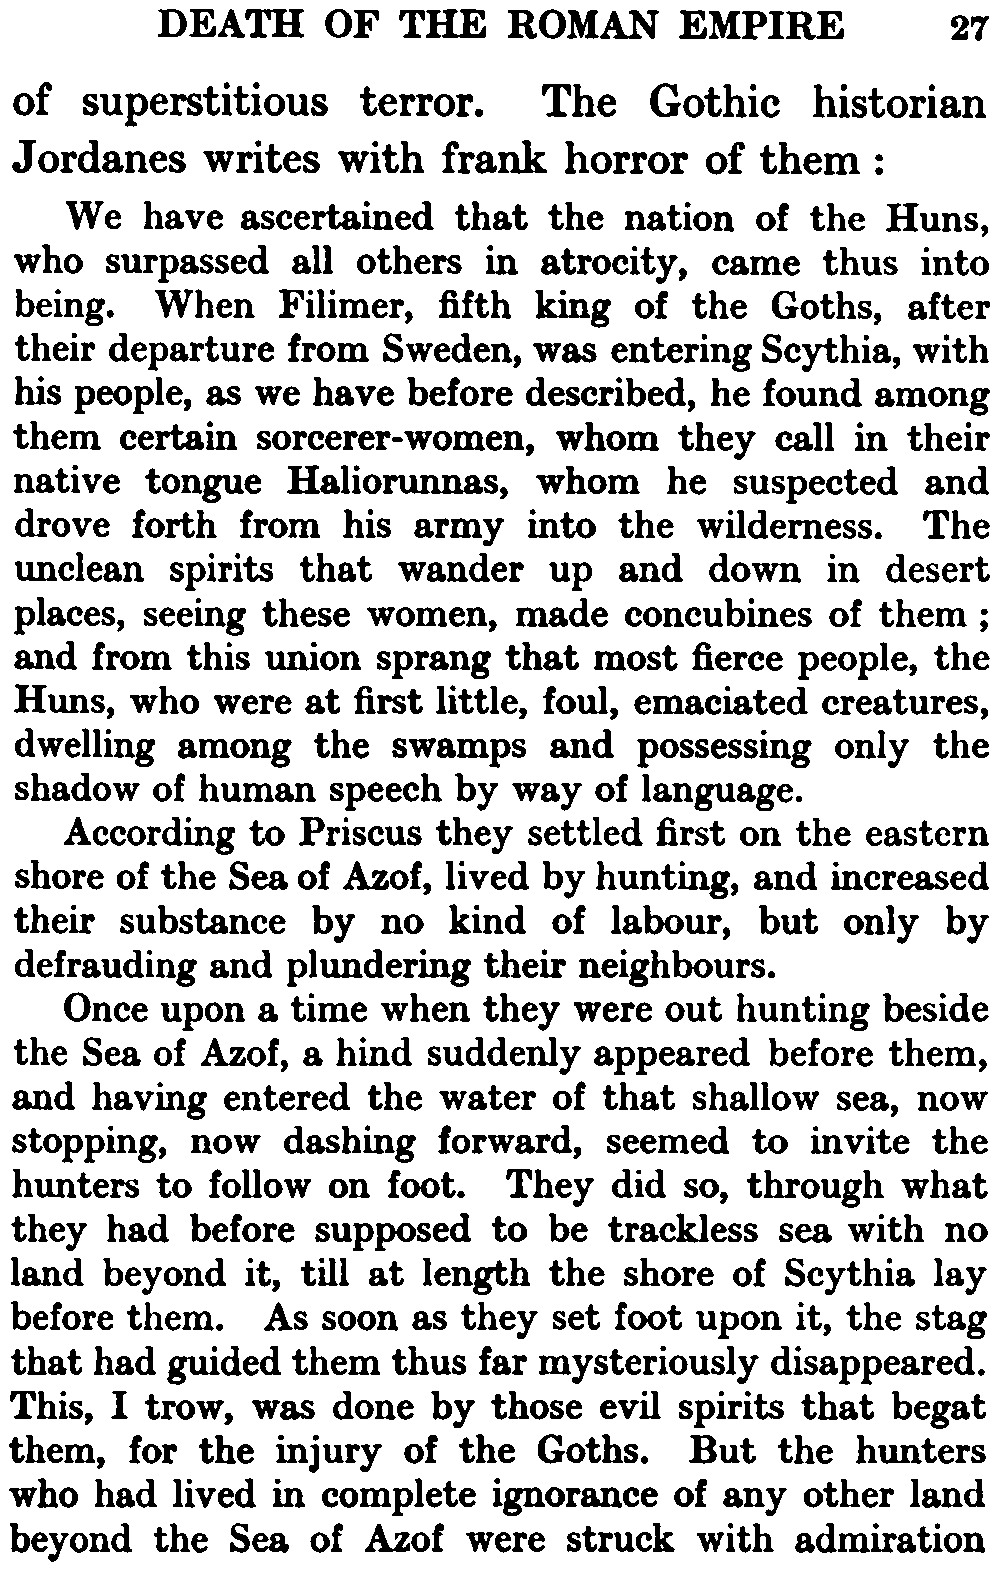 DEATH OF THE ROMAN EMPIRE 27
of superstitious terror. The Gothic historian
Jordanes writes with frank horror of them :
We have ascertained that the nation of the Huns,
who surpassed all others in atrocity, came thus into
being. When Filimer, fifth king of the Goths, after
their departure from Sweden, was entering Scythia, with
his people, as we have before described, he found among
them certain sorcerer-women, whom they call in their
native tongue Haliorunnas, whom he suspected and
drove forth from his army into the wilderness. The
unclean spirits that wander up and down in desert
places, seeing these women, made concubines of them ;
and from this union sprang that most fierce people, the
Huns, who were at first little, foul, emaciated creatures,
dwelling among the swamps and possessing only the
shadow of human speech by way of language.
According to Priscus they settled first on the eastern
shore of the Sea of Azof, lived by hunting, and increased
their substance by no kind of labour, but only by
defrauding and plundering their neighbours.
Once upon a time when they were out hunting beside
the Sea of Azof, a hind suddenly appeared before them,
and having entered the water of that shallow sea, now
stopping, now dashing forward, seemed to invite the
hunters to follow on foot. They did so, through what
they had before supposed to be trackless sea with no
land beyond it, till at length the shore of Scythia lay
before them. As soon as they set foot upon it, the stag
that had guided them thus far mysteriously disappeared.
This, I trow, was done by those evil spirits that begat
them, for the injury of the Goths. But the hunters
who had lived in complete ignorance of any other land
beyond the Sea of Azof were struck with admiration